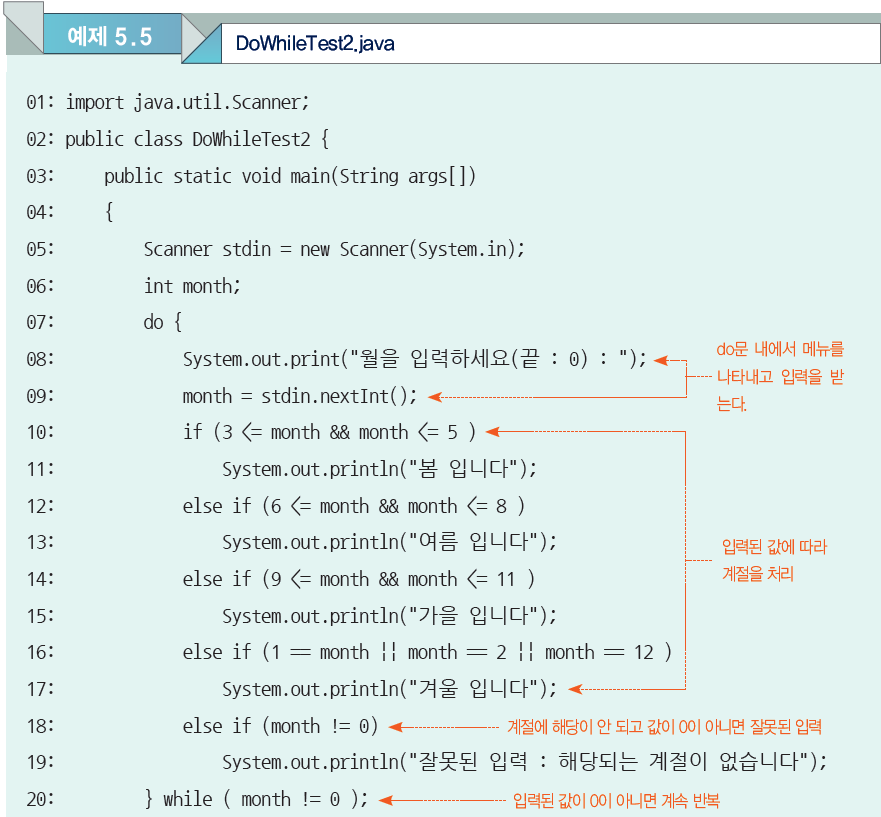 예제 5.5
DoWhileTest2.java
01: import java.util.Scanner;
02: public class DoWhileTest2 {
03: public static void main(String args[])
04: {
05: Scanner stdin = new Scanner(System.in);
06: int month;
07: do {
08: System.out.print("월을 입력하세요(끝 : 0) : ");
do문 내에서 메뉴를
나타내고 입력을 받
는다.
09: month = stdin.nextInt();
10: if (3 <= month && month <= 5 )
11: System.out.println("봄 입니다");
12: else if (6 <= month && month <= 8 )
13: System.out.println("여름 입니다");
입력된 값에 따라
계절을 처리
14: else if (9 <= month && month <= 11 )
15: System.out.println("가을 입니다");
16: else if (1 == month || month == 2 || month == 12 )
17: System.out.println("겨울 입니다");
18: else if (month != 0) 계절에 해당이 안 되고 값이 0이 아니면 잘못된 입력
19: System.out.println("잘못된 입력 : 해당되는 계절이 없습니다");
20: } while ( month != 0 ); 입력된 값이 0이 아니면 계속 반복